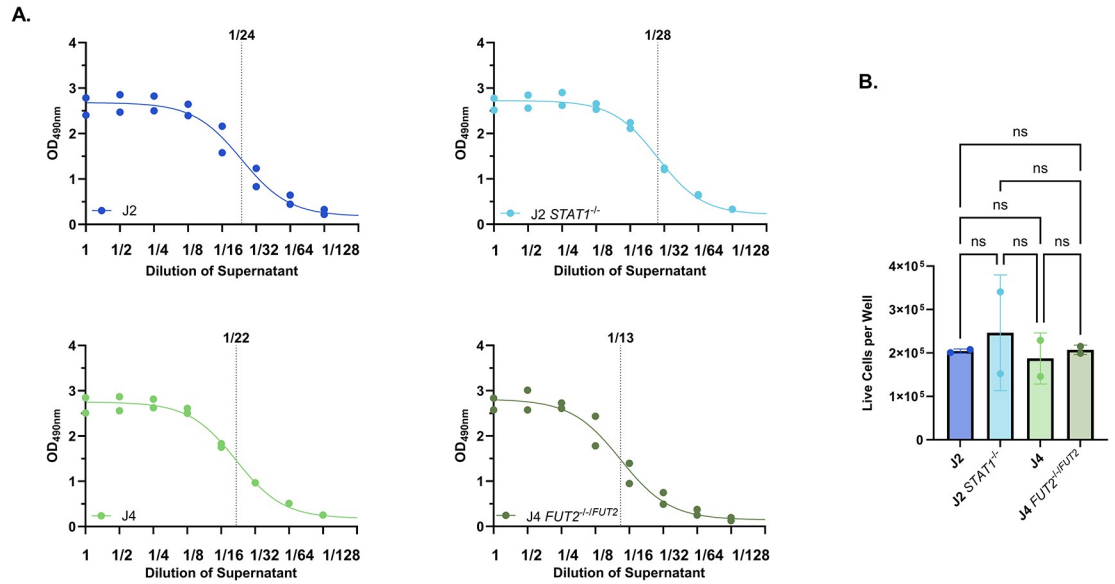 A.
1/24
4
3
2
1
0
OD490nm
J2
1 1/2 1/4 1/8 1/16 1/32 1/64 1/128
Dilution of Supernatant
1/28
4
3
2
1
0
OD490nm
J2 STAT1-/-
1 1/2 1/4 1/8 1/16 1/32 1/64 1/128
Dilution of Supernatant
1/22
4
3
2
1
0
OD490nm
J4
1 1/2 1/4 1/8 1/16 1/32 1/64 1/128
Dilution of Supernatant
1/13
4
3
2
1
0
OD490nm
J4 FUT2-/-/FUT2
1 1/2 1/4 1/8 1/16 1/32 1/64 1/128
Dilution of Supernatant
B.
ns
ns
ns
ns ns ns
4×10⁵
3×10⁵
2×10⁵
1×10⁵
0
Live Cells per Well
J2
J2 STAT1-/-
J4
J4 FUT2-/-/FUT2